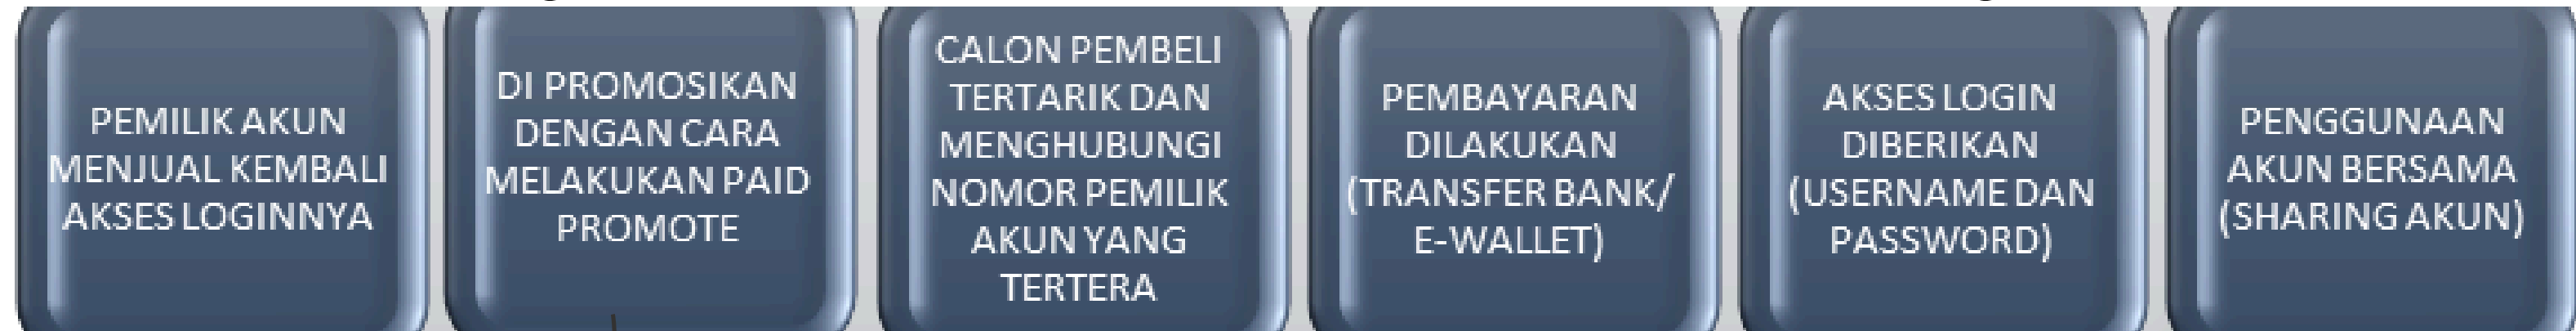 PEMILIK AKUN
MENJUAL KEMBALI
AKSES LOGINNYA
DI PROMOSIKAN
DENGAN CARA
MELAKUKAN PAID
PROMOTE
CALON PEMBELI
TERTARIK DAN
MENGHUBUNGI
NOMOR PEMILIK
AKUN YANG
TERTERA
PEMBAYARAN
DILAKUKAN
(TRANSFER BANK/
E-WALLET)
AKSES LOGIN
DIBERIKAN
(USERNAME DAN
PASSWORD)
PENGGUNAAN
AKUN BERSAMA
(SHARING AKUN)